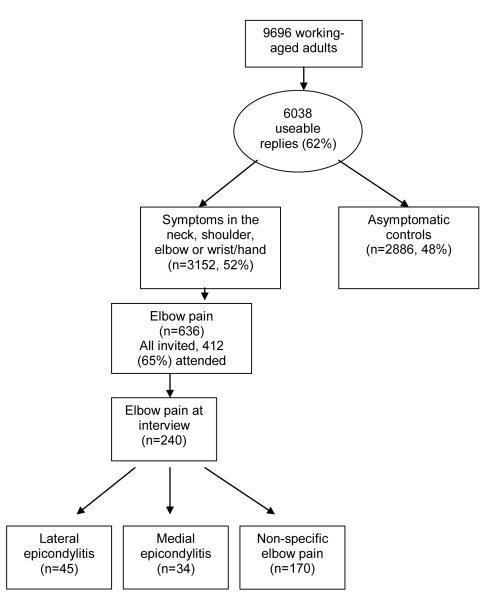 9696 working-
aged adults
6038
useable
replies (62%)
Symptoms in the
neck, shoulder,
elbow or wrist/hand
(n=3152, 52%)
Asymptomatic
controls
(n=2886, 48%)
Elbow pain
(n=636)
All invited, 412
(65%) attended
Elbow pain at
interview
(n=240)
Lateral
epicondylitis
(n=45)
Medial
epicondylitis
(n=34)
Non-specific
elbow pain
(n=170)